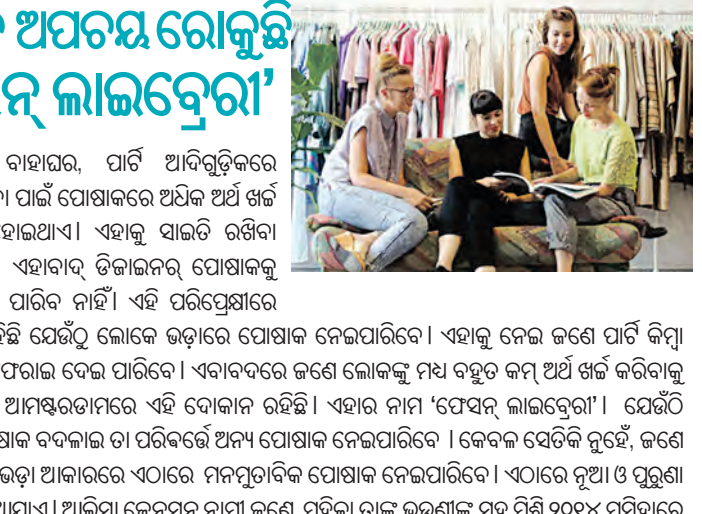 ଅପଚୟ ରୋକୁଛି
ଲାଇବ୍ରେରୀ’
ବାହାଘର, ପାର୍ଟି ଆଦିଗୁଡ଼ିକରେ
ପାଇଁ ପୋଷାକରେ ଅଧିକ ଅର୍ଥ ଖର୍ଚ୍ଚ
ହୋଇଥାଏ। ଏହାକୁ ସାଇତି ରଖିବା
ଏହାବାଦ୍ ଡିଜାଇନର୍ ପୋଷାକକୁ
ପାରିବ ନାହିଁ। ଏହି ପରିପ୍ରେକ୍ଷୀରେ
ଯେଉଁଠୁ ଲୋକେ ଭଡ଼ାରେ ପୋଷାକ ନେଇପାରିବେ। ଏହାକୁ ନେଇ ଜଣେ ପାର୍ଟି କିମ୍ବା
ଫରାଇ ଦେଇ ପାରିବେ। ଏବାବଦରେ ଜଣେ ଲୋକଙ୍କୁ ମଧ୍ୟ ବହୁତ କମ୍ ଅର୍ଥ ଖର୍ଚ୍ଚ କରିବାକୁ
ଆମଷ୍ଟରଡାମରେ ଏହି ଦୋକାନ ରହିଛି। ଏହାର ନାମ ‘ଫେସନ୍ ଲାଇବ୍ରେରୀ’। ଯେଉଁଠି
ବଦଳାଇ ତା ପରିବର୍ତ୍ତେ ଅନ୍ୟ ପୋଷାକ ନେଇପାରିବେ । କେବଳ ସେତିକି ନୁହେଁ, ଜଣେ
ଭଡ଼ା ଆକାରରେ ଏଠାରେ ମନମୁତାବିକ ପୋଷାକ ନେଇପାରିବେ। ଏଠାରେ ନୂଆ ଓ ପୁରୁଣା